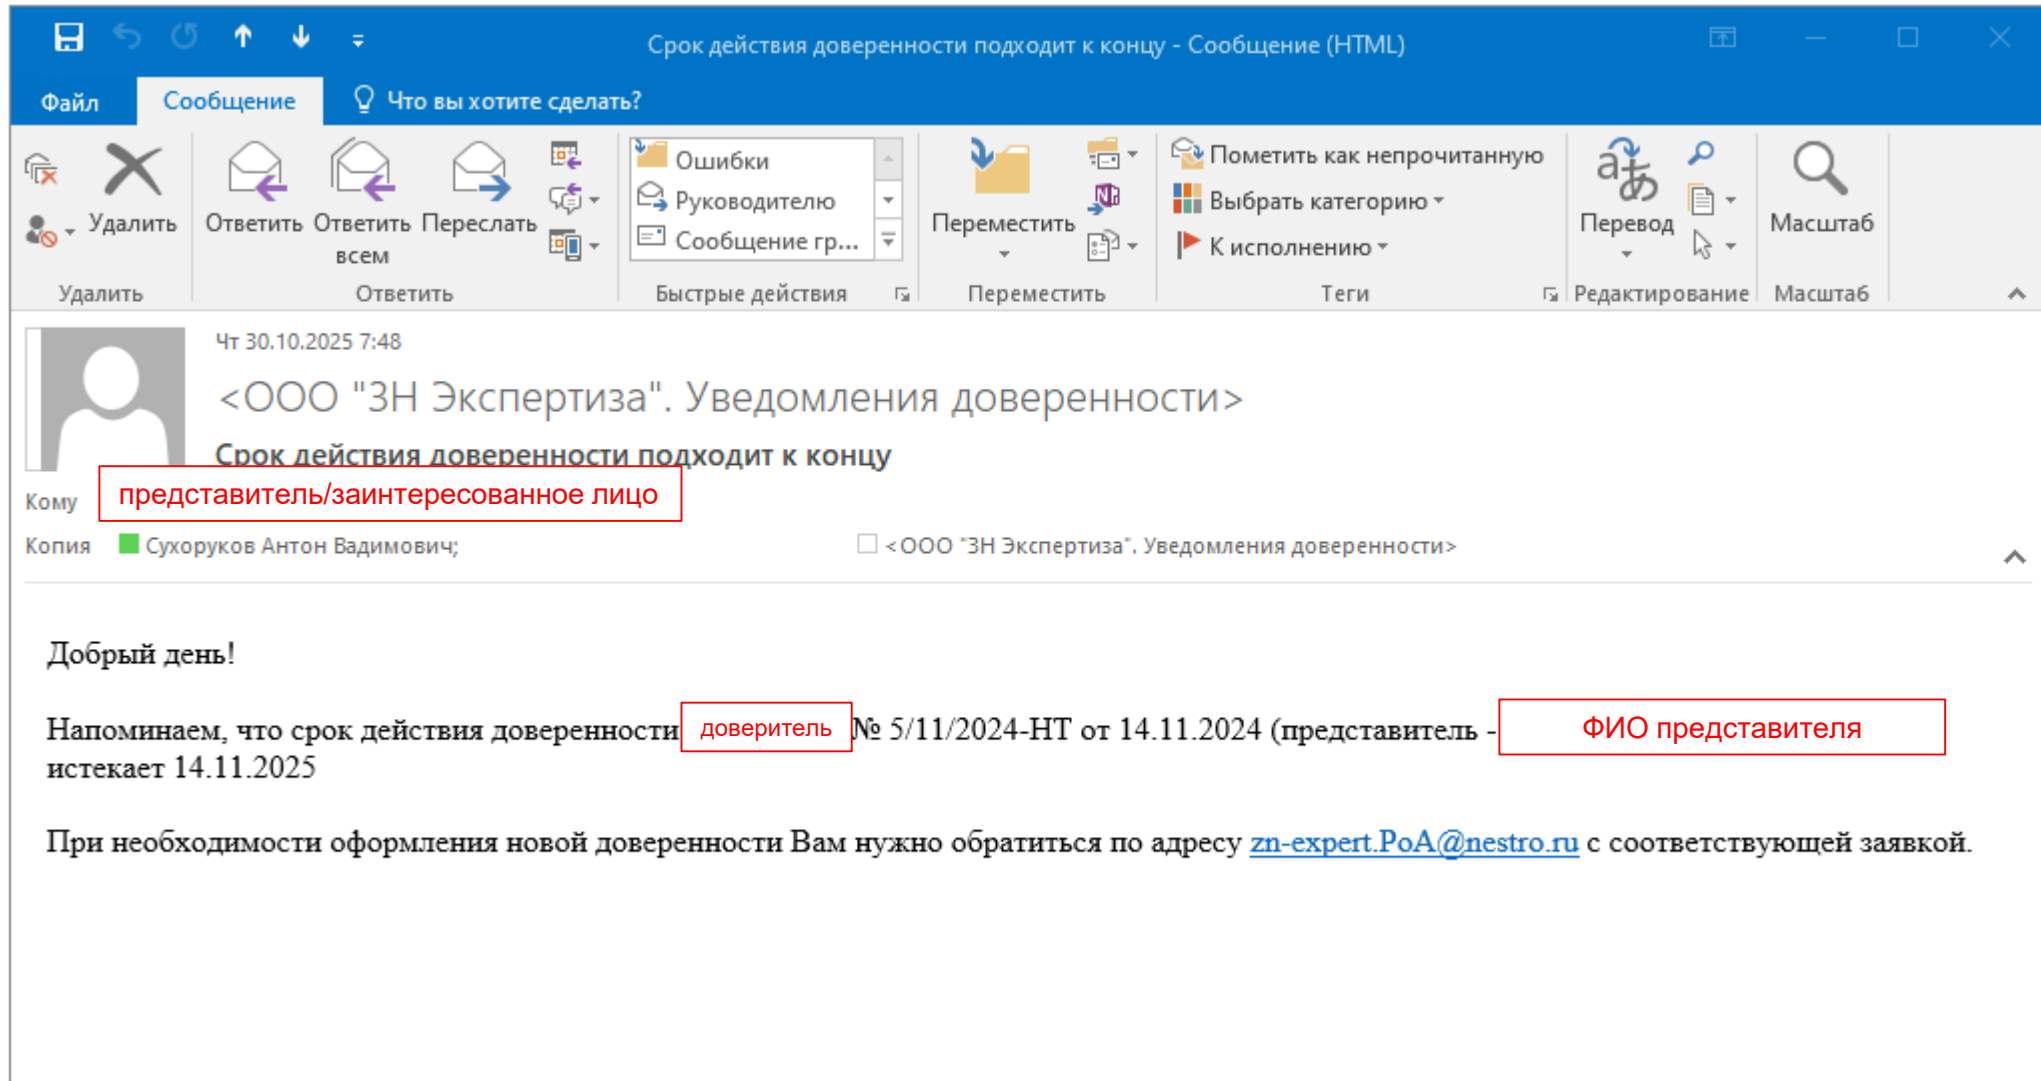 Срок действия доверенности подходит к концу - Сообщение (HTML)
Файл Сообщение Что вы хотите сделать?
Удалить
Ответить
Ответить всем
Переслать
Ошибки
Руководителю
Сообщение гр...
Переместить
Пометить как непрочитанную
Выбрать категорию
К исполнению
Перевод
Масштаб
Удалить Ответить Быстрые действия Переместить Теги Редактирование Масштаб
Чт 30.10.2025 7:48
<ООО "ЗН Экспертиза". Уведомления доверенности>
Срок действия доверенности подходит к концу
Кому представитель/заинтересованное лицо
Копия Сухоруков Антон Вадимович; <ООО "ЗН Экспертиза". Уведомления доверенности>
Добрый день!
Напоминаем, что срок действия доверенности доверитель № 5/11/2024-НТ от 14.11.2024 (представитель - ФИО представителя
истекает 14.11.2025
При необходимости оформления новой доверенности Вам нужно обратиться по адресу zn-expert.PoA@nestro.ru с соответствующей заявкой.